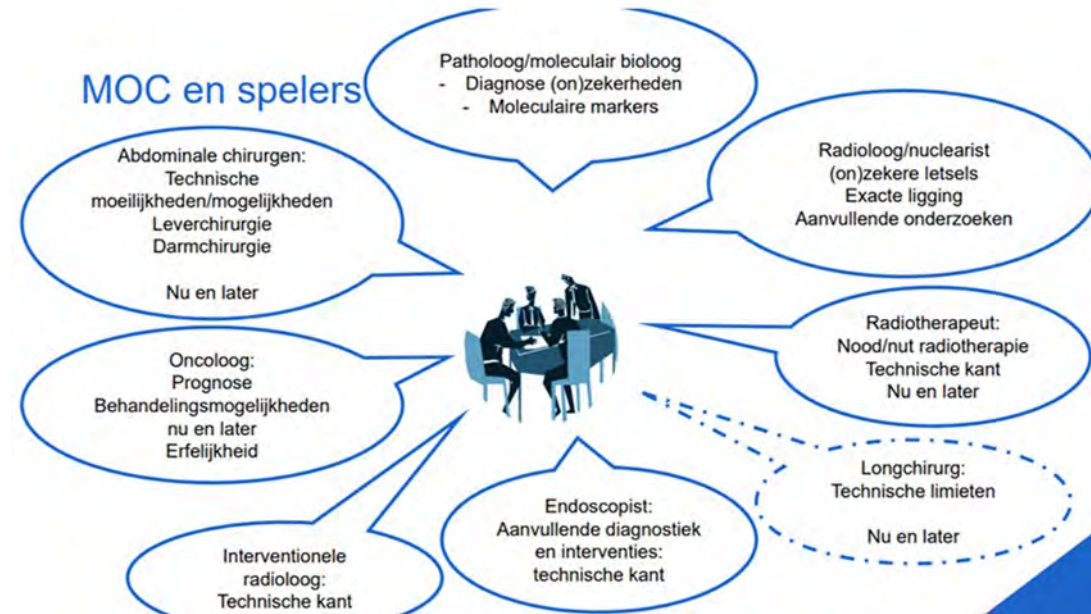 MOC en spelers
Patholoog/moleculair bioloog
- Diagnose (on)zekerheden
- Moleculaire markers
Abdominale chirurgen:
Technische
moeilijkheden/mogelijkheden
Leverchirurgie
Darmchirurgie
Nu en later
Radioloog/nuclearist
(on)zekere letsels
Exacte ligging
Aanvullende onderzoeken
Oncoloog:
Prognose
Behandelingsmogelijkheden
nu en later
Erfelijkheid
Radiotherapeut:
Nood/nut radiotherapie
Technische kant
Nu en later
Longchirurg:
Technische limieten
Nu en later
Endoscopist:
Aanvullende diagnostiek
en interventies:
technische kant
Interventionele
radioloog:
Technische kant